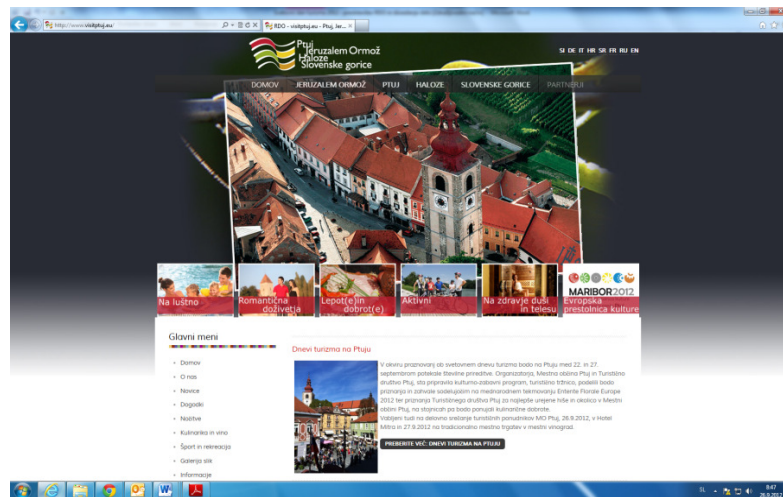 http://www.visitptuj.eu/
RDO - visitptuj.eu - Ptuj, Jer...
Ptuj
Jeruzalem Ormož
Haloze
Slovenske gorice
SI DE IT HR SR FR RU EN
DOMOV JERUZALEM ORMOŽ PTUJ HALOZE SLOVENSKE GORICE PARTNERJI
Na luštno
Romantična
doživetja
Lepot(e)in
dobrot(e)
Aktivni
Na zdravje duši
in telesu
MARIBOR2012
Evropska
prestolnica kulture
Glavni meni
Domov
O nas
Novice
Dogodki
Nočitve
Kulinarika in vino
Šport in rekreacija
Galerija slik
Informacije
Dnevi turizma na Ptuju
V okviru praznovanj ob svetovnem dnevu turizma bodo na Ptuju med 22. in 27.
septembrom potekale številne prireditve. Organizatorja, Mestna občina Ptuj in Turistično
društvo Ptuj, sta pripravila kulturno-zabavni program, turistično tržnico, podelili bodo
priznanja in zahvale sodelujočim na mednarodnem tekmovanju Entente Florale Europe
2012 ter priznanja Turističnega društva Ptuj za najlepše urejene hiše in okolico v Mestni
občini Ptuj, na stojnicah pa bodo ponujali kulinarične dobrote.
Vabljeni tudi na delovno srečanje turističnih ponudnikov MO Ptuj, 26.9.2012, v Hotel
Mitra in 27.9.2012 na tradicionalno mestno trgatev v mestni vinograd.
PREBERITE VEČ: DNEVI TURIZMA NA PTUJU
SL
8:47